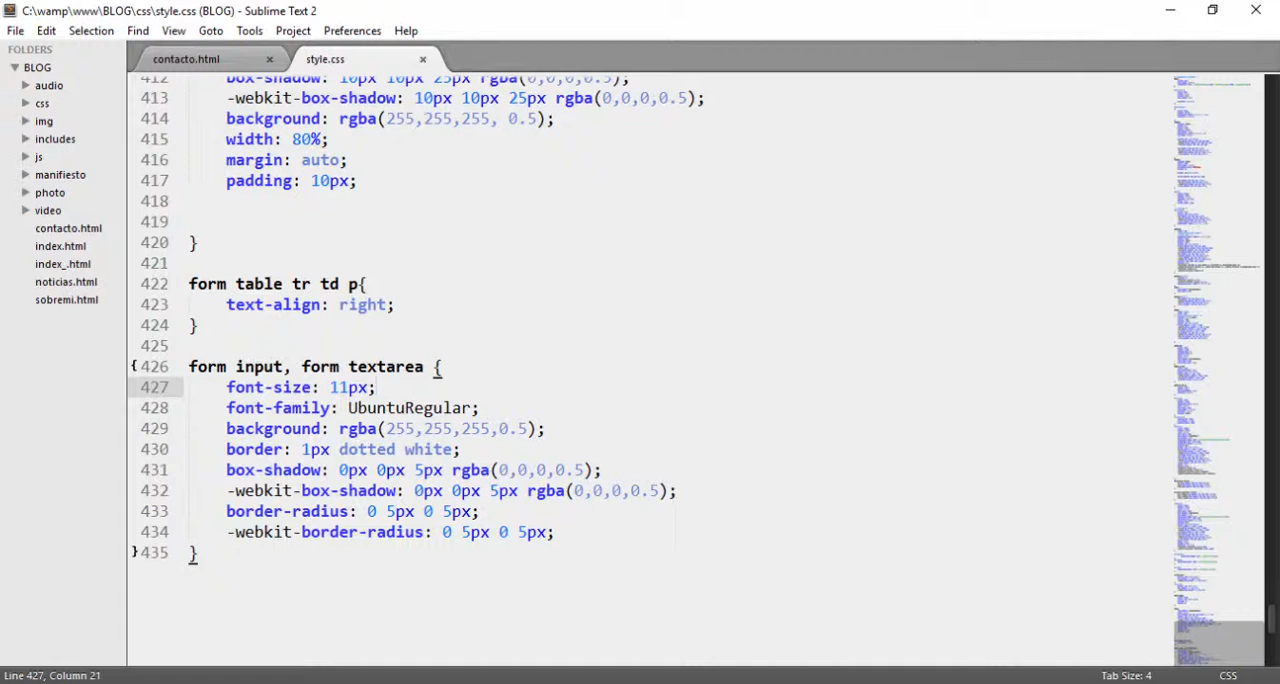 C:\wamp\www\BLOG\css\style.css (BLOG) - Sublime Text 2
File Edit Selection Find View Goto Tools Project Preferences Help
FOLDERS
BLOG
audio
css
img
includes
js
manifiesto
photo
video
contacto.html
index.html
index_.html
noticias.html
sobremi.html
contacto.html × style.css ×
412 box-shadow: 10px 10px 25px rgba(0,0,0,0.5);
413 -webkit-box-shadow: 10px 10px 25px rgba(0,0,0,0.5);
414 background: rgba(255,255,255, 0.5);
415 width: 80%;
416 margin: auto;
417 padding: 10px;
418
419
420 }
421
422 form table tr td p{
423 text-align: right;
424 }
425
{426 form input, form textarea {
427 font-size: 11px;
428 font-family: UbuntuRegular;
429 background: rgba(255,255,255,0.5);
430 border: 1px dotted white;
431 box-shadow: 0px 0px 5px rgba(0,0,0,0.5);
432 -webkit-box-shadow: 0px 0px 5px rgba(0,0,0,0.5);
433 border-radius: 0 5px 0 5px;
434 -webkit-border-radius: 0 5px 0 5px;
}435 }
Line 427, Column 21 Tab Size: 4 CSS